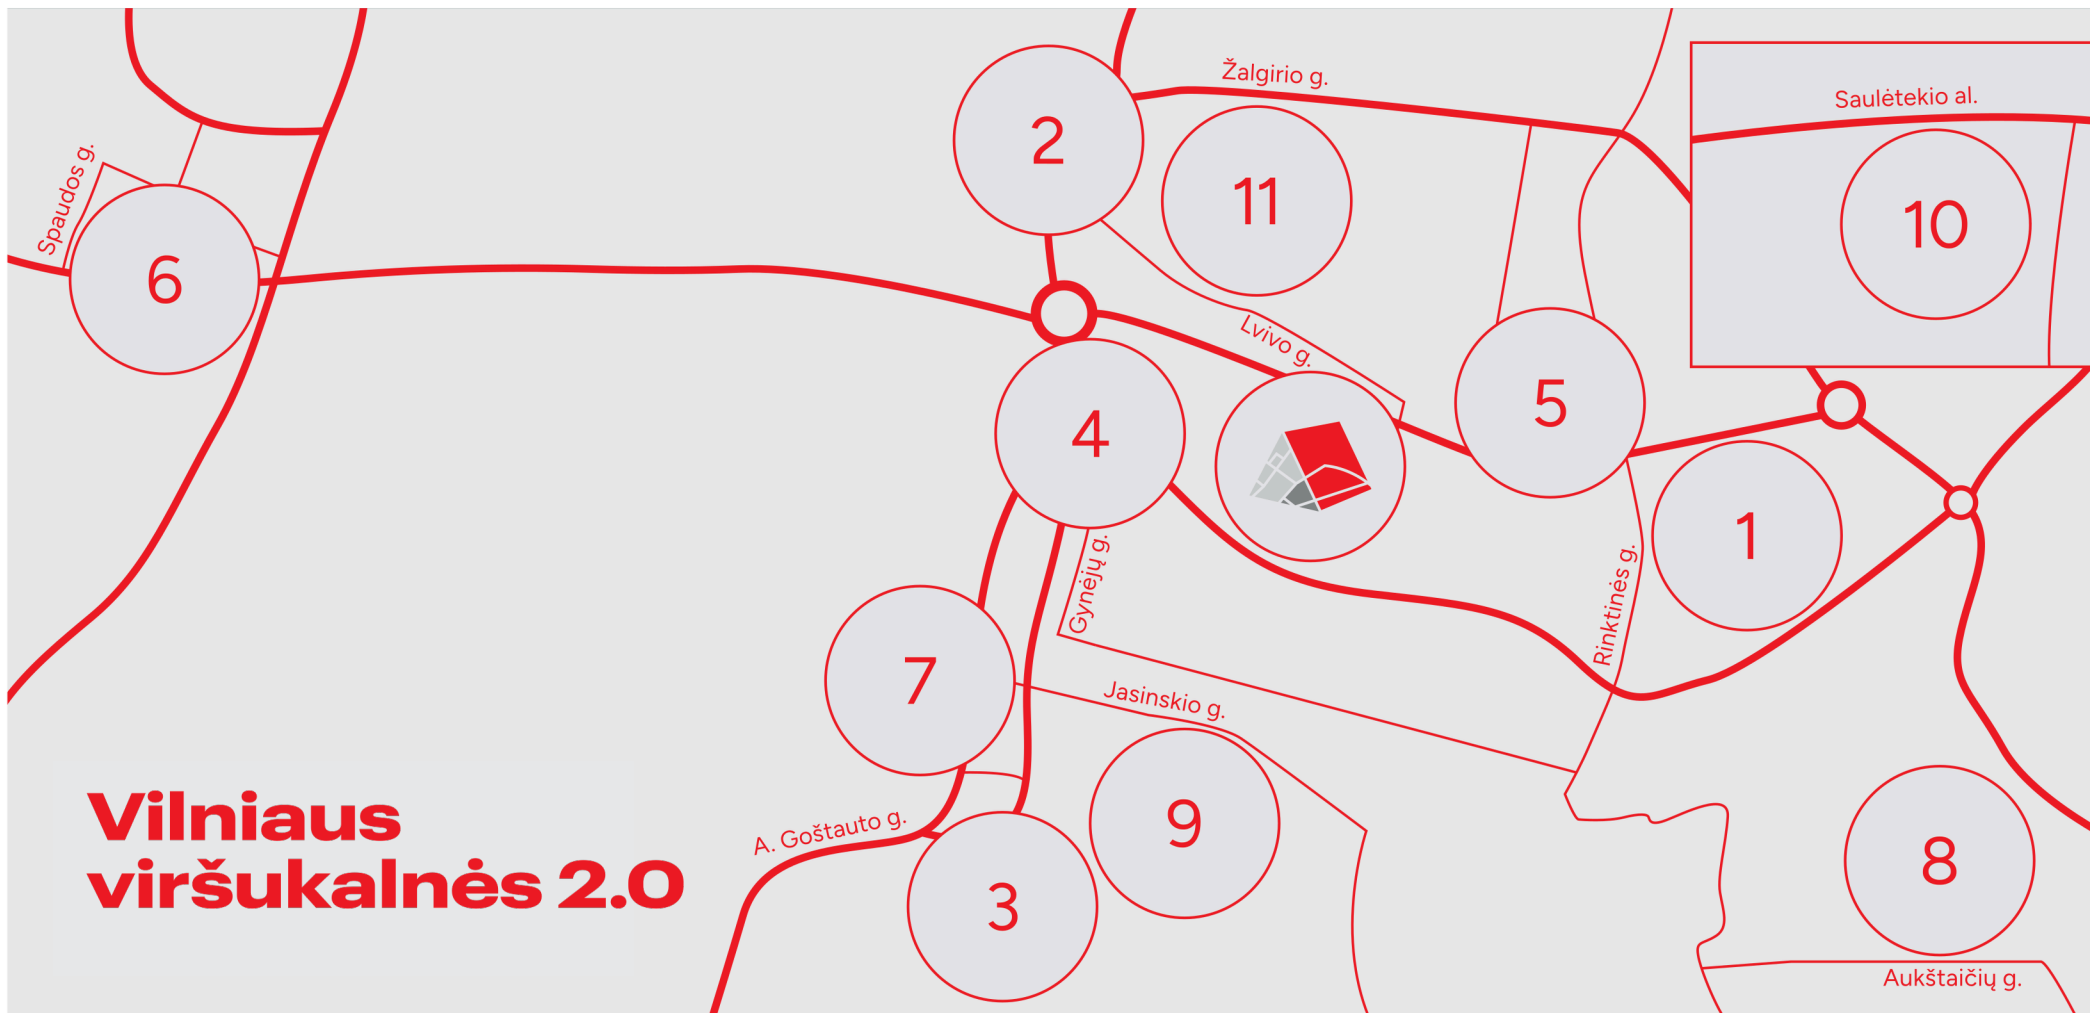 Žalgirio g.
Saulėtekio al.
2
11
10
Spaudos g.
6
Lvivo g.
5
4
1
Gynėjų g.
Rinktinės g.
7
Jasinskio g.
Vilniaus
viršukalnės 2.0
A. Goštauto g.
9
8
3
Aukštaičių g.